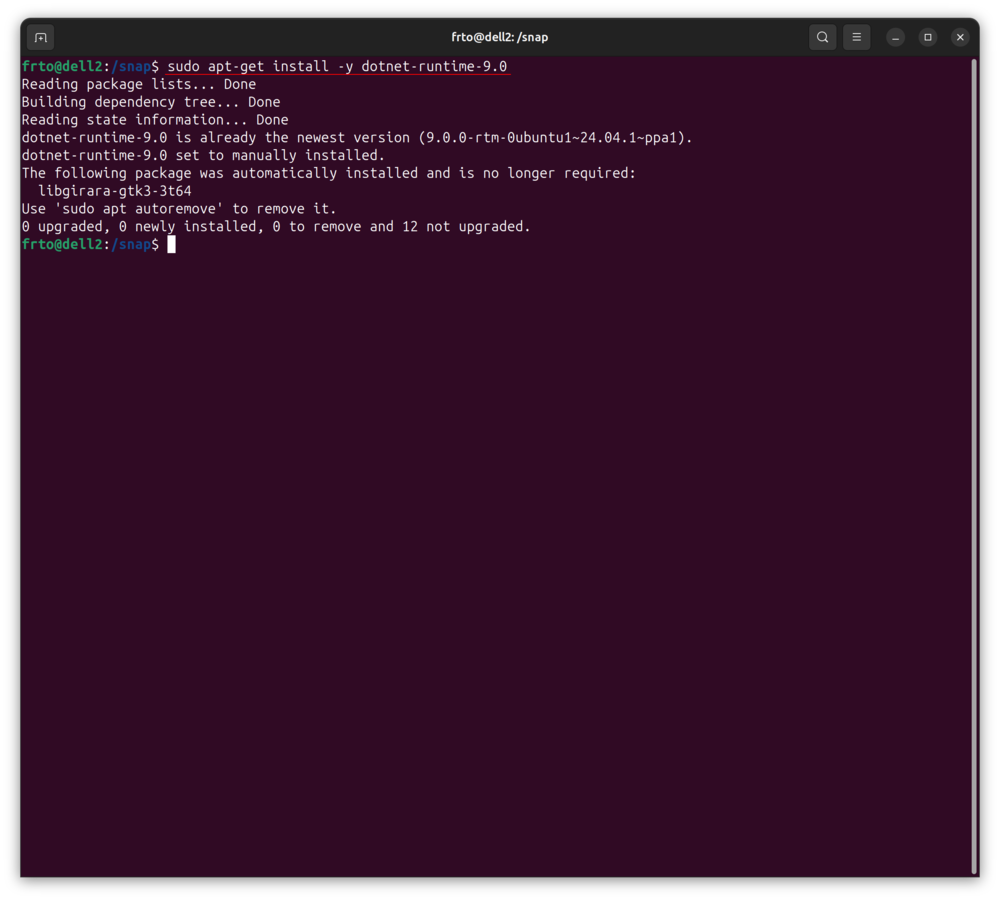 frto@dell2: /snap
frto@dell2:/snap$ sudo apt-get install -y dotnet-runtime-9.0
Reading package lists... Done
Building dependency tree... Done
Reading state information... Done
dotnet-runtime-9.0 is already the newest version (9.0.0-rtm-0ubuntu1~24.04.1~ppa1).
dotnet-runtime-9.0 set to manually installed.
The following package was automatically installed and is no longer required:
  libgirara-gtk3-3t64
Use 'sudo apt autoremove' to remove it.
0 upgraded, 0 newly installed, 0 to remove and 12 not upgraded.
frto@dell2:/snap$